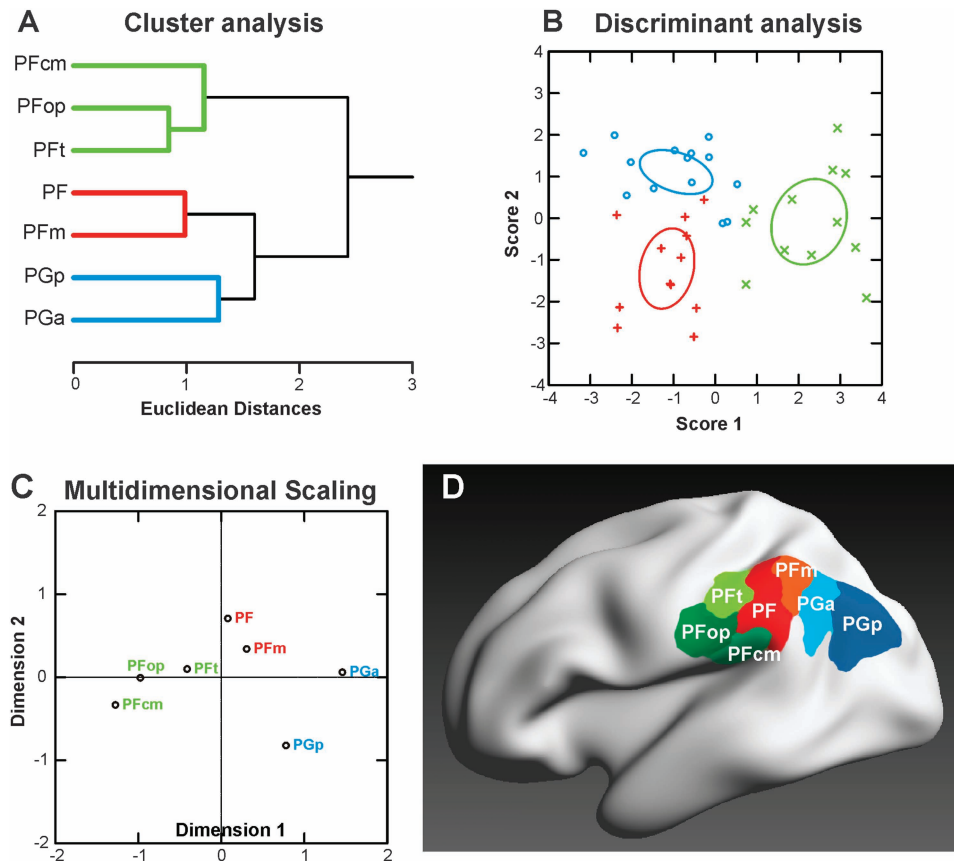 A Cluster analysis
PFcm
PFop
PFt
PF
PFm
PGp
PGa
0 1 2 3
Euclidean Distances
B Discriminant analysis
4
3
2
1
0
-1
-2
-3
-4
Score 2
-4 -3 -2 -1 0 1 2 3 4
Score 1
C Multidimensional Scaling
2
1
0
-1
-2
Dimension 2
PF
PFm
PFop
PFt
PGa
PFcm
PGp
Dimension 1
-2 -1 0 1 2
D
PFm
PFt
PF
PGa
PGp
PFop
PFcm